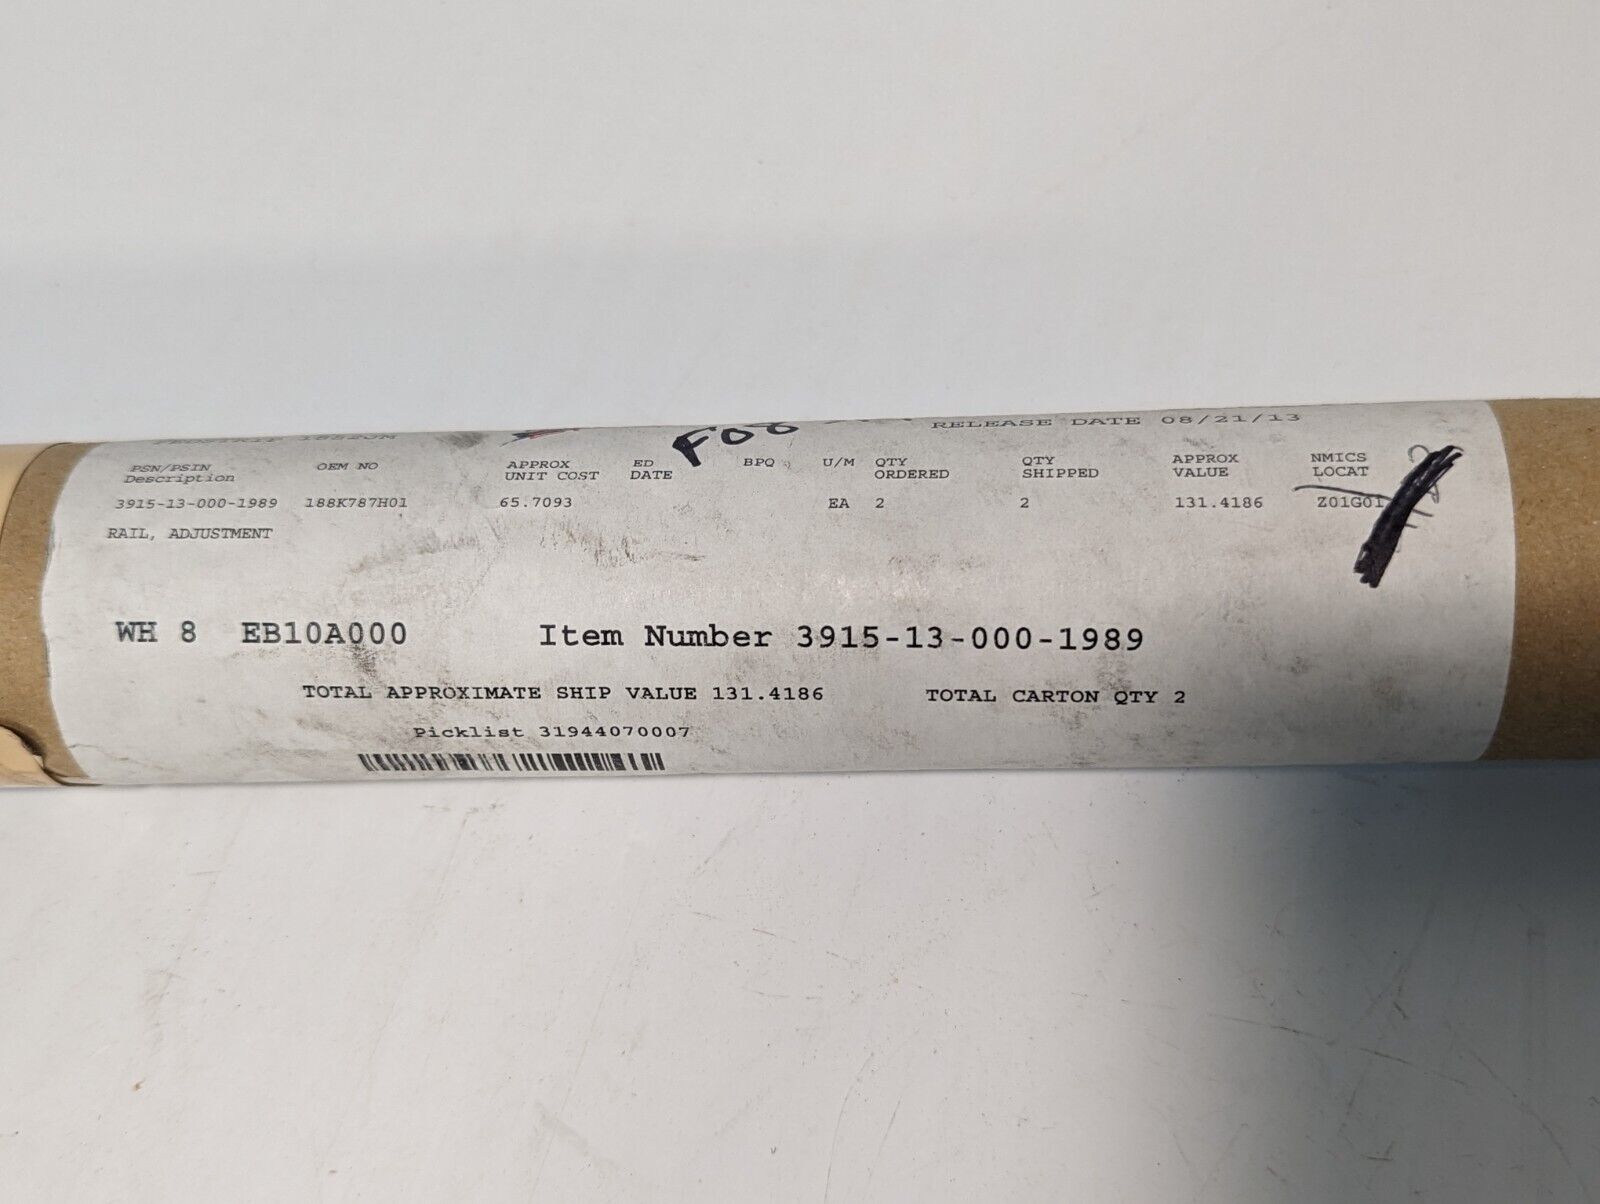 F08 RELEASE DATE 08/21/13
PSN/PSIN OEM NO APPROX ED BPQ U/M QTY QTY APPROX NMICS
Description UNIT COST DATE ORDERED SHIPPED VALUE LOCAT
3915-13-000-1989 188K787H01 65.7093 EA 2 2 131.4186 Z01G01
RAIL, ADJUSTMENT
WH 8 EB10A000 Item Number 3915-13-000-1989
TOTAL APPROXIMATE SHIP VALUE 131.4186 TOTAL CARTON QTY 2
Picklist 31944070007